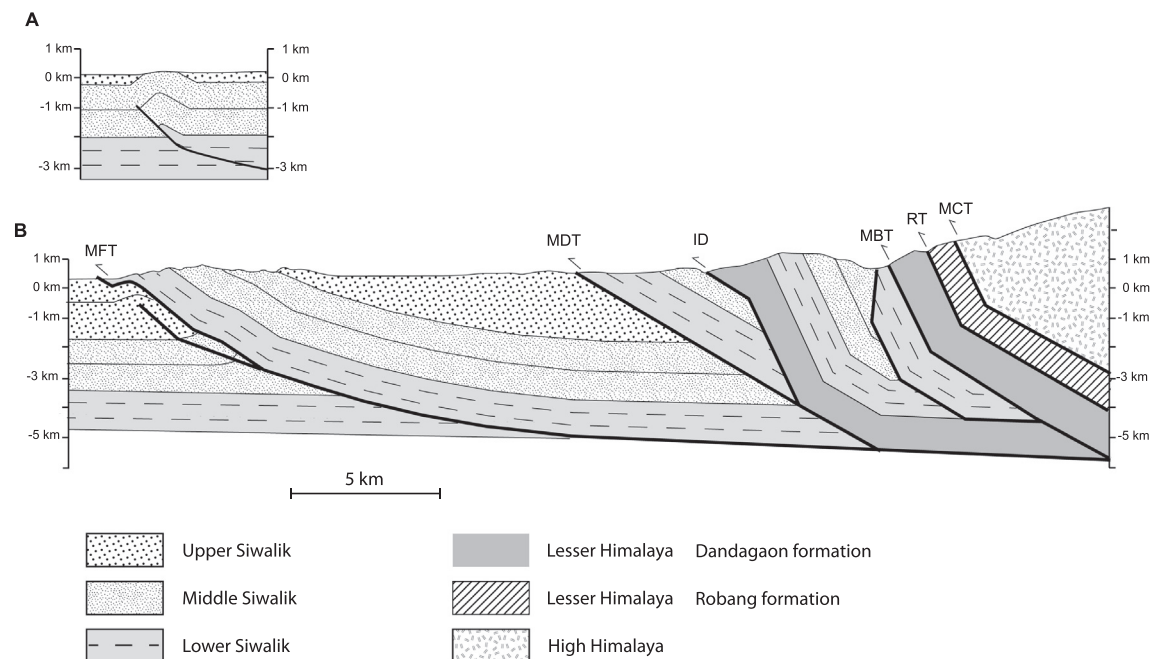 A
1 km 1 km
0 km 0 km
-1 km -1 km
-3 km -3 km
B
MFT MDT ID MBT RT MCT
1 km 1 km
0 km 0 km
-1 km -1 km
-3 km -3 km
-5 km -5 km
5 km
Upper Siwalik Lesser Himalaya Dandagaon formation
Middle Siwalik Lesser Himalaya Robang formation
Lower Siwalik High Himalaya